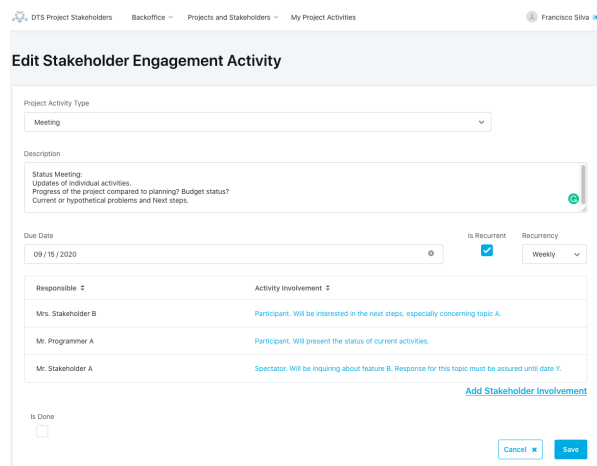 DTS Project Stakeholders Backoffice Projects and Stakeholders My Project Activities Francisco Silva
Edit Stakeholder Engagement Activity
Project Activity Type
Meeting
Description
Status Meeting:
Updates of individual activities.
Progress of the project compared to planning? Budget status?
Current or hypothetical problems and Next steps.
Due Date Is Recurrent Recurrency
09 / 15 / 2020 Weekly
Responsible Activity Involvement
Mrs. Stakeholder B Participant. Will be interested in the next steps, especially concerning topic A.
Mr. Programmer A Participant. Will present the status of current activities.
Mr. Stakeholder A Spectator. Will be inquiring about feature B. Response for this topic must be assured until date Y.
Add Stakeholder Involvement
Is Done
Cancel Save